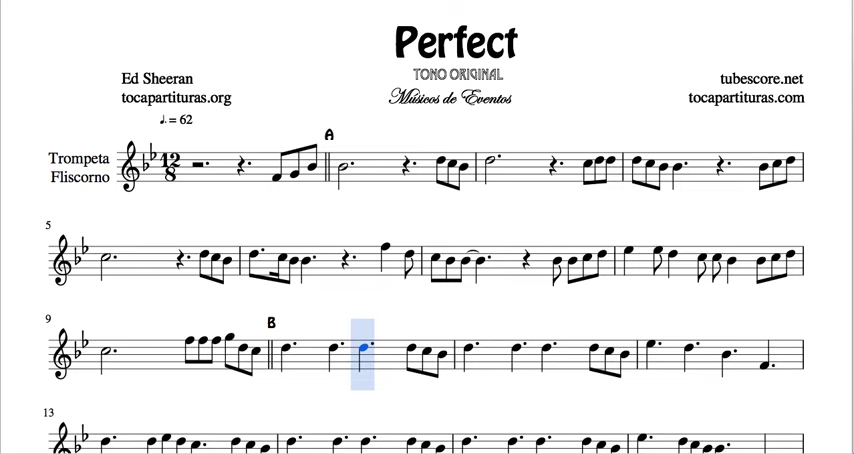 Perfect
TONO ORIGINAL
Músicos de Eventos
Ed Sheeran
tocapartituras.org
tubescore.net
tocapartituras.com
♩. = 62
Trompeta
Fliscorno
12
8
A
5
9
B
13